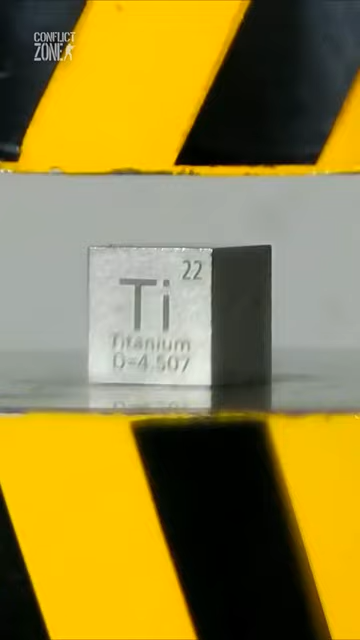 CONFLICT
ZONE
22
Ti
Titanium
D=4.507